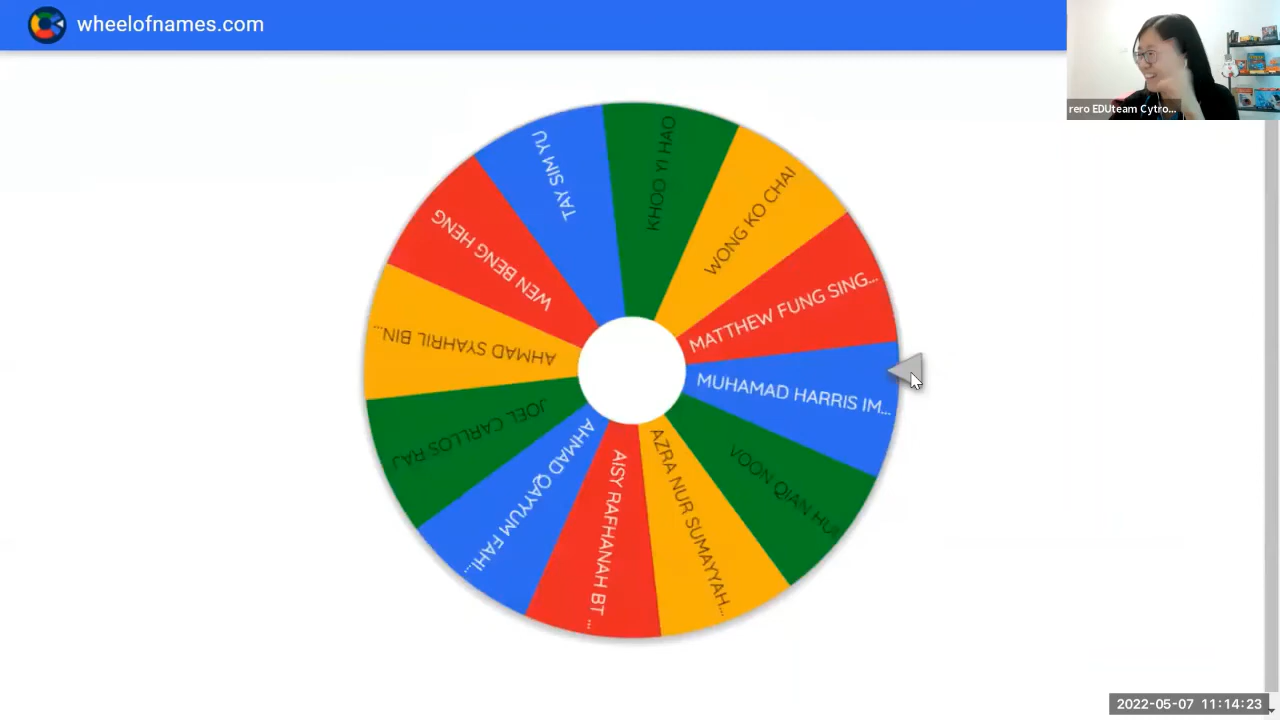 wheelofnames.com
rero EDUteam Cytro...
KHOO YI HAO
WONG KO CHAI
MATTHEW FUNG SING...
MUHAMAD HARRIS IM...
VOON QIAN HUI
AZRA NUR SUMAYYAH...
AISY RAFHANAH BT ...
AHMAD QAYYUM FAHI...
JOEL CARLLOS RAJ
AHMAD SYAHRIL BIN...
WEN BENG HENG
TAY SIM YU
2022-05-07 11:14:23